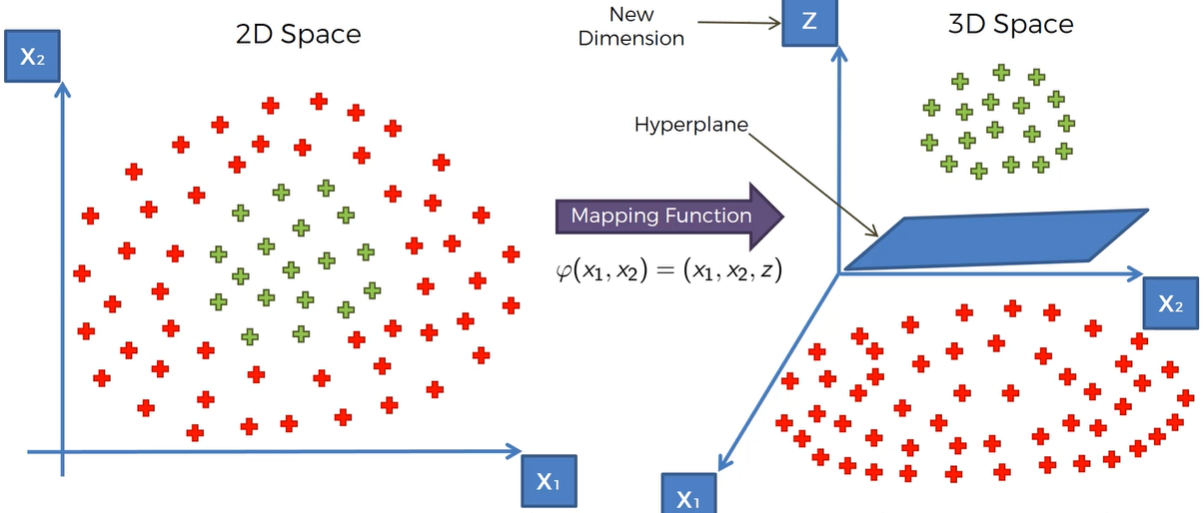 2D Space
X₂
X₁
New
Dimension
Z
3D Space
Hyperplane
Mapping Function
φ(x₁, x₂) = (x₁, x₂, z)
X₂
X₁